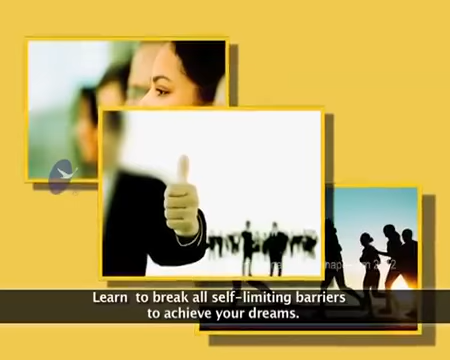 Learn to break all self-limiting barriers
to achieve your dreams.